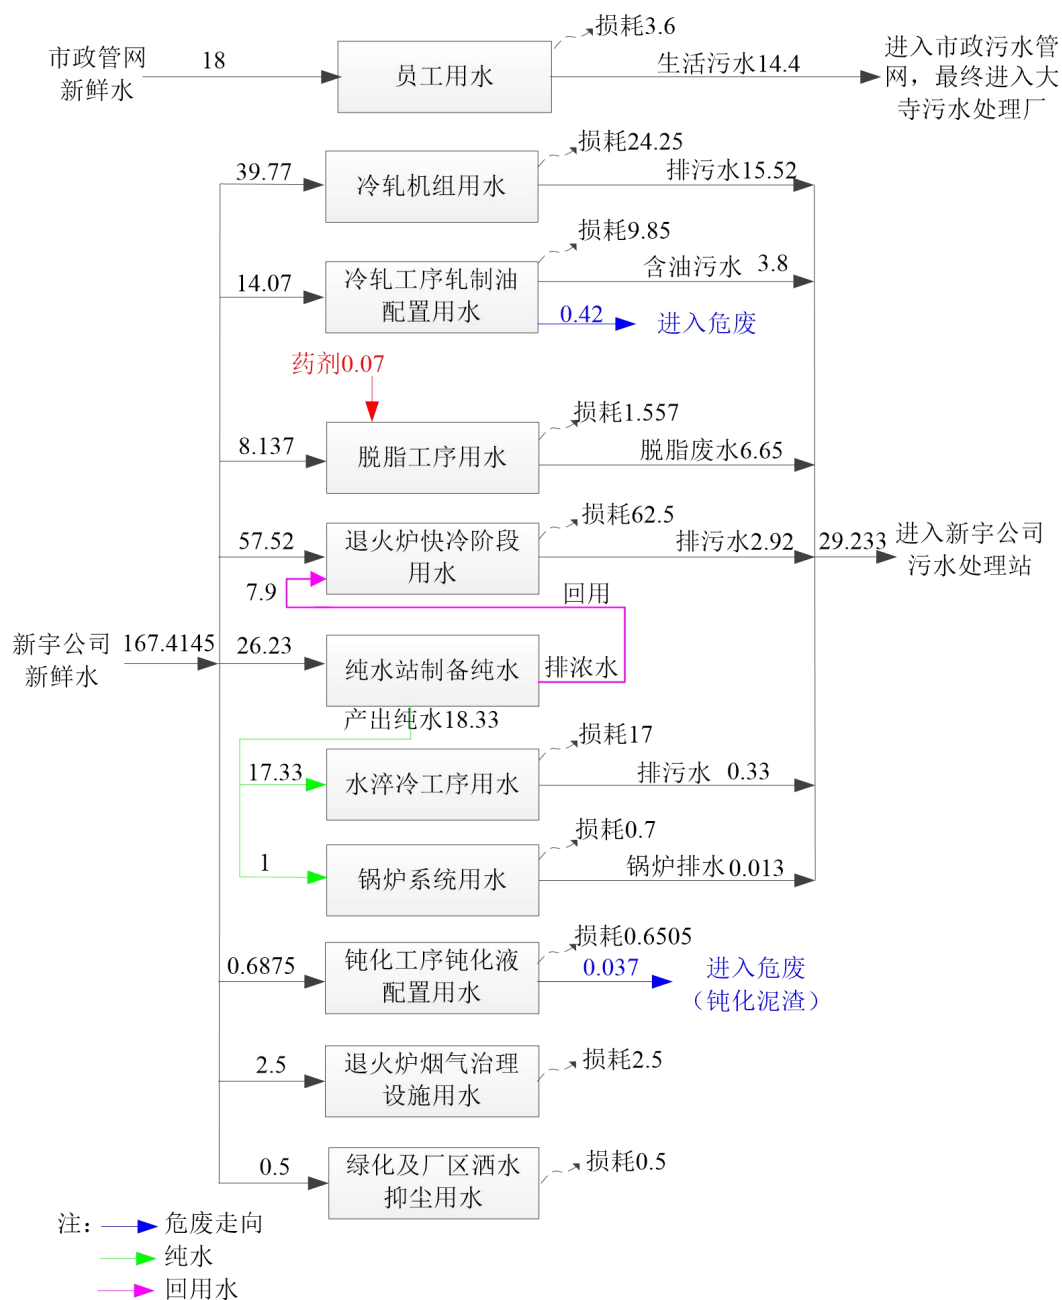 市政管网
新鲜水
18
员工用水
损耗3.6
生活污水14.4
进入市政污水管
网，最终进入大
寺污水处理厂
39.77
冷轧机组用水
损耗24.25
排污水15.52
14.07
冷轧工序轧制油
配置用水
损耗9.85
含油污水 3.8
0.42
进入危废
药剂0.07
8.137
脱脂工序用水
损耗1.557
脱脂废水6.65
57.52
退火炉快冷阶段
用水
损耗62.5
排污水2.92
29.233
进入新宇公司
污水处理站
7.9
回用
新宇公司
新鲜水
167.4145
26.23
纯水站制备纯水
排浓水
产出纯水18.33
17.33
水淬冷工序用水
损耗17
排污水 0.33
1
锅炉系统用水
损耗0.7
锅炉排水0.013
0.6875
钝化工序钝化液
配置用水
损耗0.6505
0.037
进入危废
（钝化泥渣）
2.5
退火炉烟气治理
设施用水
损耗2.5
0.5
绿化及厂区洒水
抑尘用水
损耗0.5
注：
危废走向
纯水
回用水